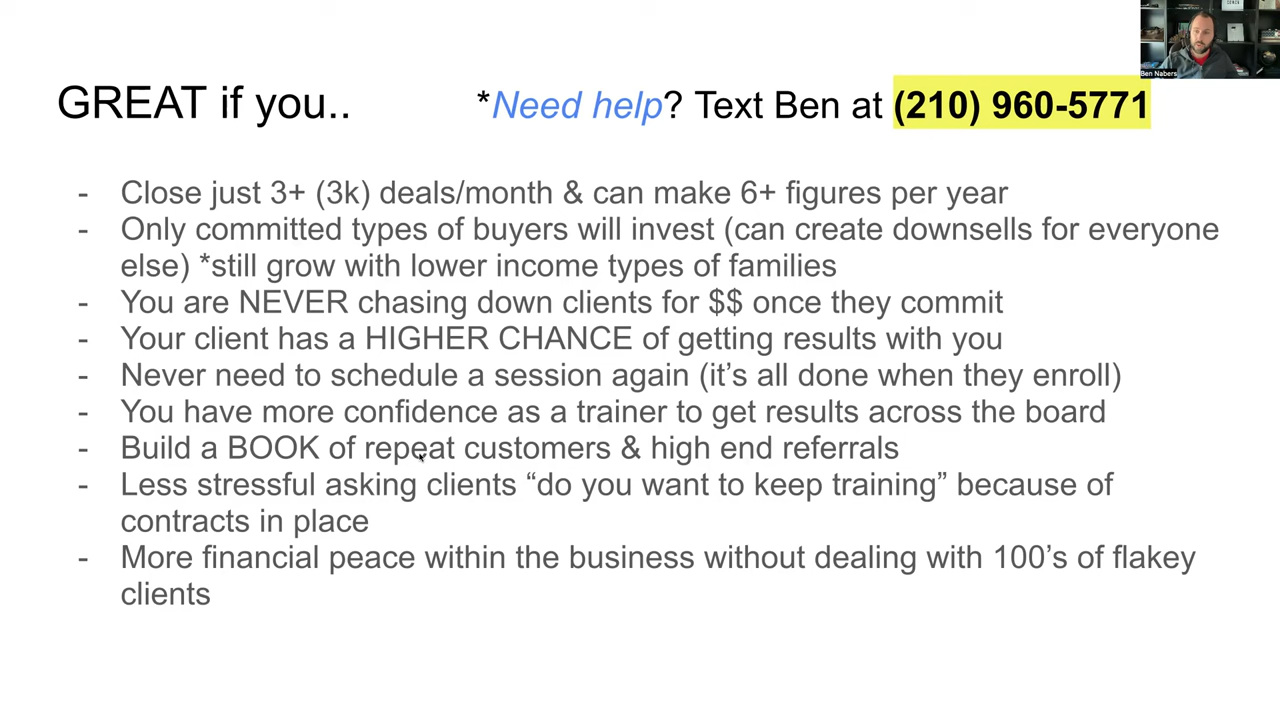 Ben Nabers
GREAT if you..
*Need help? Text Ben at (210) 960-5771
- Close just 3+ (3k) deals/month & can make 6+ figures per year
- Only committed types of buyers will invest (can create downsells for everyone
else) *still grow with lower income types of families
- You are NEVER chasing down clients for $$ once they commit
- Your client has a HIGHER CHANCE of getting results with you
- Never need to schedule a session again (it’s all done when they enroll)
- You have more confidence as a trainer to get results across the board
- Build a BOOK of repeat customers & high end referrals
- Less stressful asking clients “do you want to keep training” because of
contracts in place
- More financial peace within the business without dealing with 100’s of flakey
clients